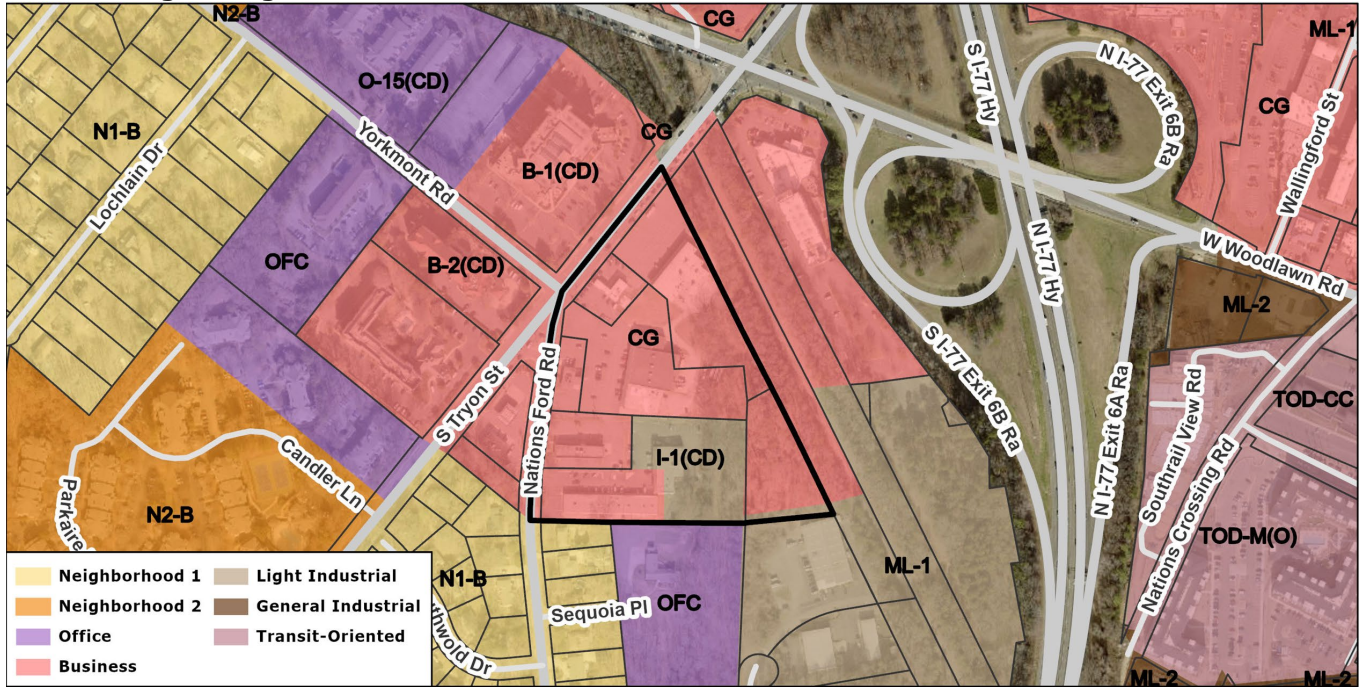 N2-B
CG
ML-1
O-15(CD)
S I-77 Hy
N I-77 Exit 6B Ra
CG
N1-B
Yorkmont Rd
CG
Wallingford St
Lochlain Dr
B-1(CD)
OFC
B-2(CD)
N I-77 Hy
W Woodlawn Rd
ML-2
CG
S I-77 Exit 6B Ra
N I-77 Exit 6A Ra
Southrail View Rd
TOD-CC
S Tryon St
Nations Ford Rd
I-1(CD)
Candler Ln
Parkaire
N2-B
Nations Crossing Rd
TOD-M(O)
ML-1
N1-B
Sequoia Pl
OFC
thwold Dr
ML-2
ML-2
Neighborhood 1
Neighborhood 2
Office
Business
Light Industrial
General Industrial
Transit-Oriented